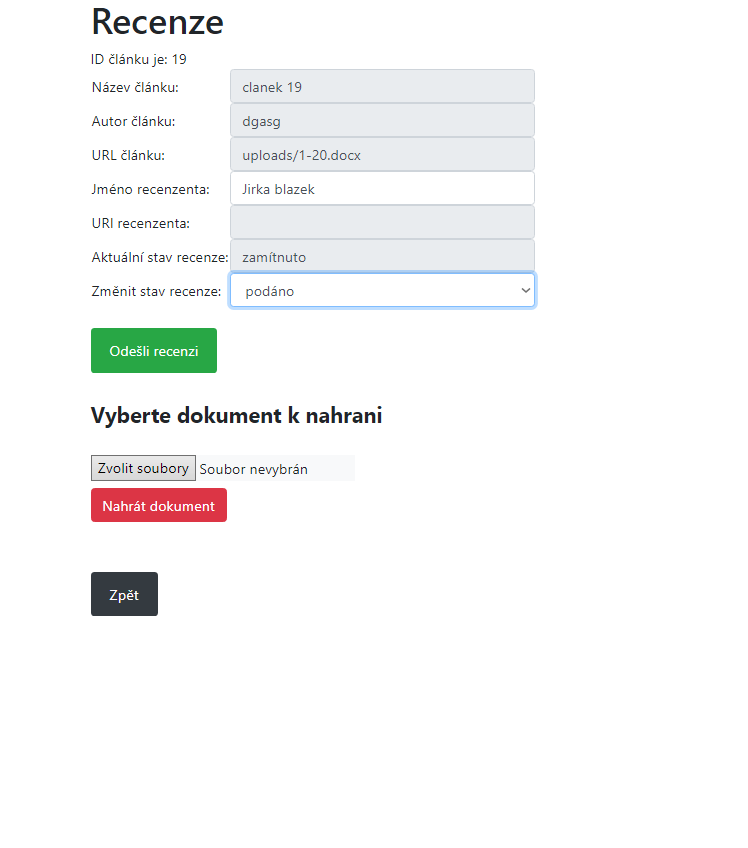 Recenze
ID článku je: 19
Název článku: clanek 19
Autor článku: dgasg
URL článku: uploads/1-20.docx
Jméno recenzenta: Jirka blazek
URl recenzenta:
Aktuální stav recenze: zamítnuto
Změnit stav recenze: podáno
Odešli recenzi
Vyberte dokument k nahrani
Zvolit soubory Soubor nevybrán
Nahrát dokument
Zpět